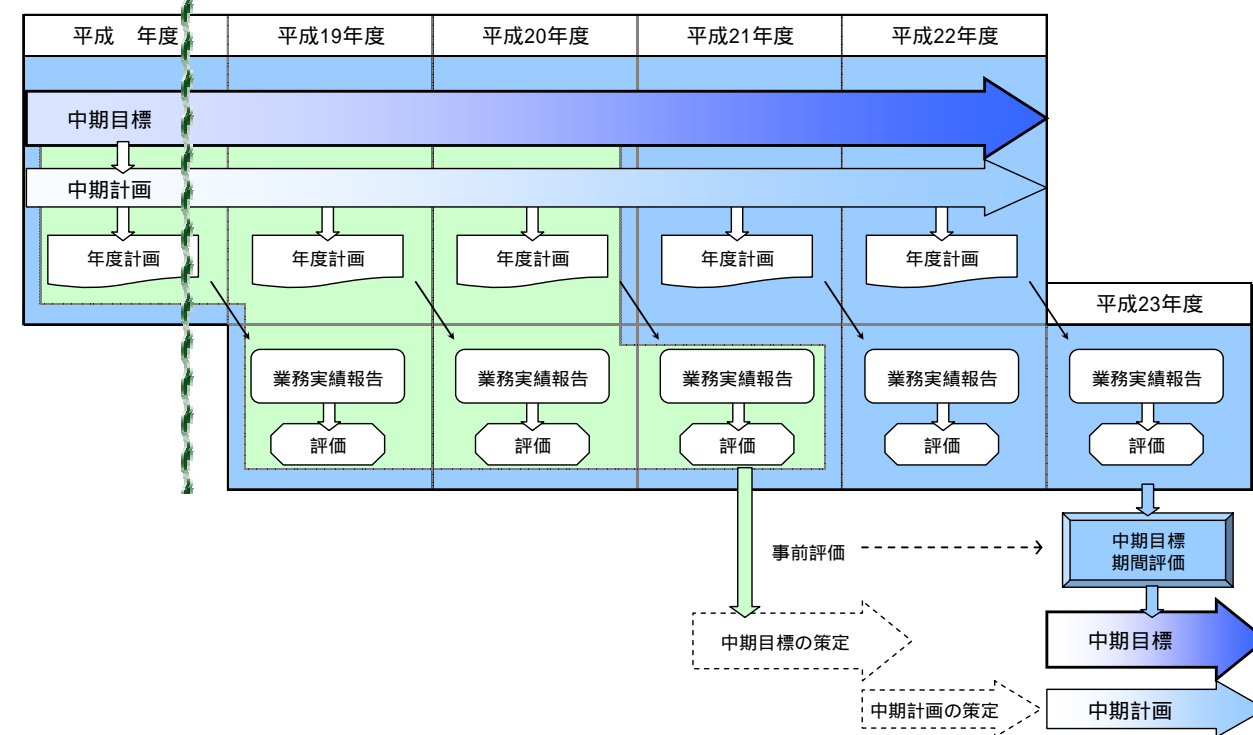 平成　年度
平成19年度
平成20年度
平成21年度
平成22年度
中期目標
中期計画
年度計画
年度計画
年度計画
年度計画
年度計画
平成23年度
業務実績報告
業務実績報告
業務実績報告
業務実績報告
業務実績報告
評価
評価
評価
評価
評価
事前評価
中期目標
期間評価
中期目標の策定
中期目標
中期計画の策定
中期計画